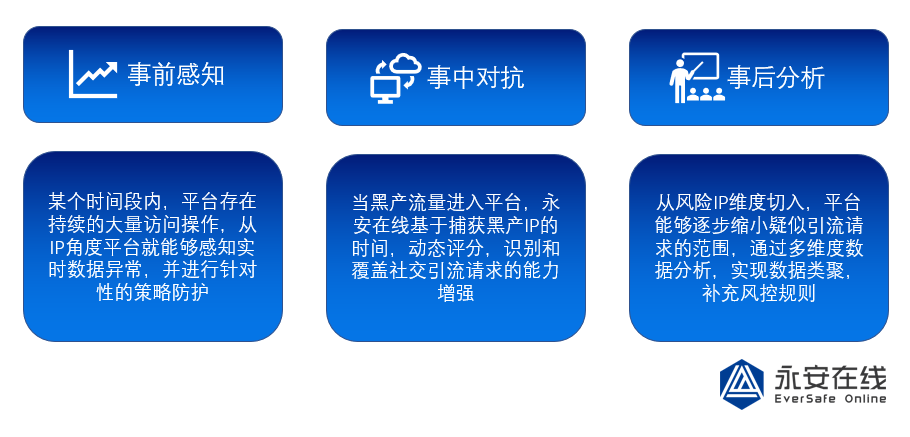 事前感知
事中对抗
事后分析
某个时间段内，平台存在
持续的大量访问操作，从
IP角度平台就能够感知实
时数据异常，并进行针对
性的策略防护
当黑产流量进入平台，永
安在线基于捕获黑产IP的
时间，动态评分，识别和
覆盖社交引流请求的能力
增强
从风险IP维度切入，平台
能够逐步缩小疑似引流请
求的范围，通过多维度数
据分析，实现数据类聚，
补充风控规则
永安在线
EverSafe Online